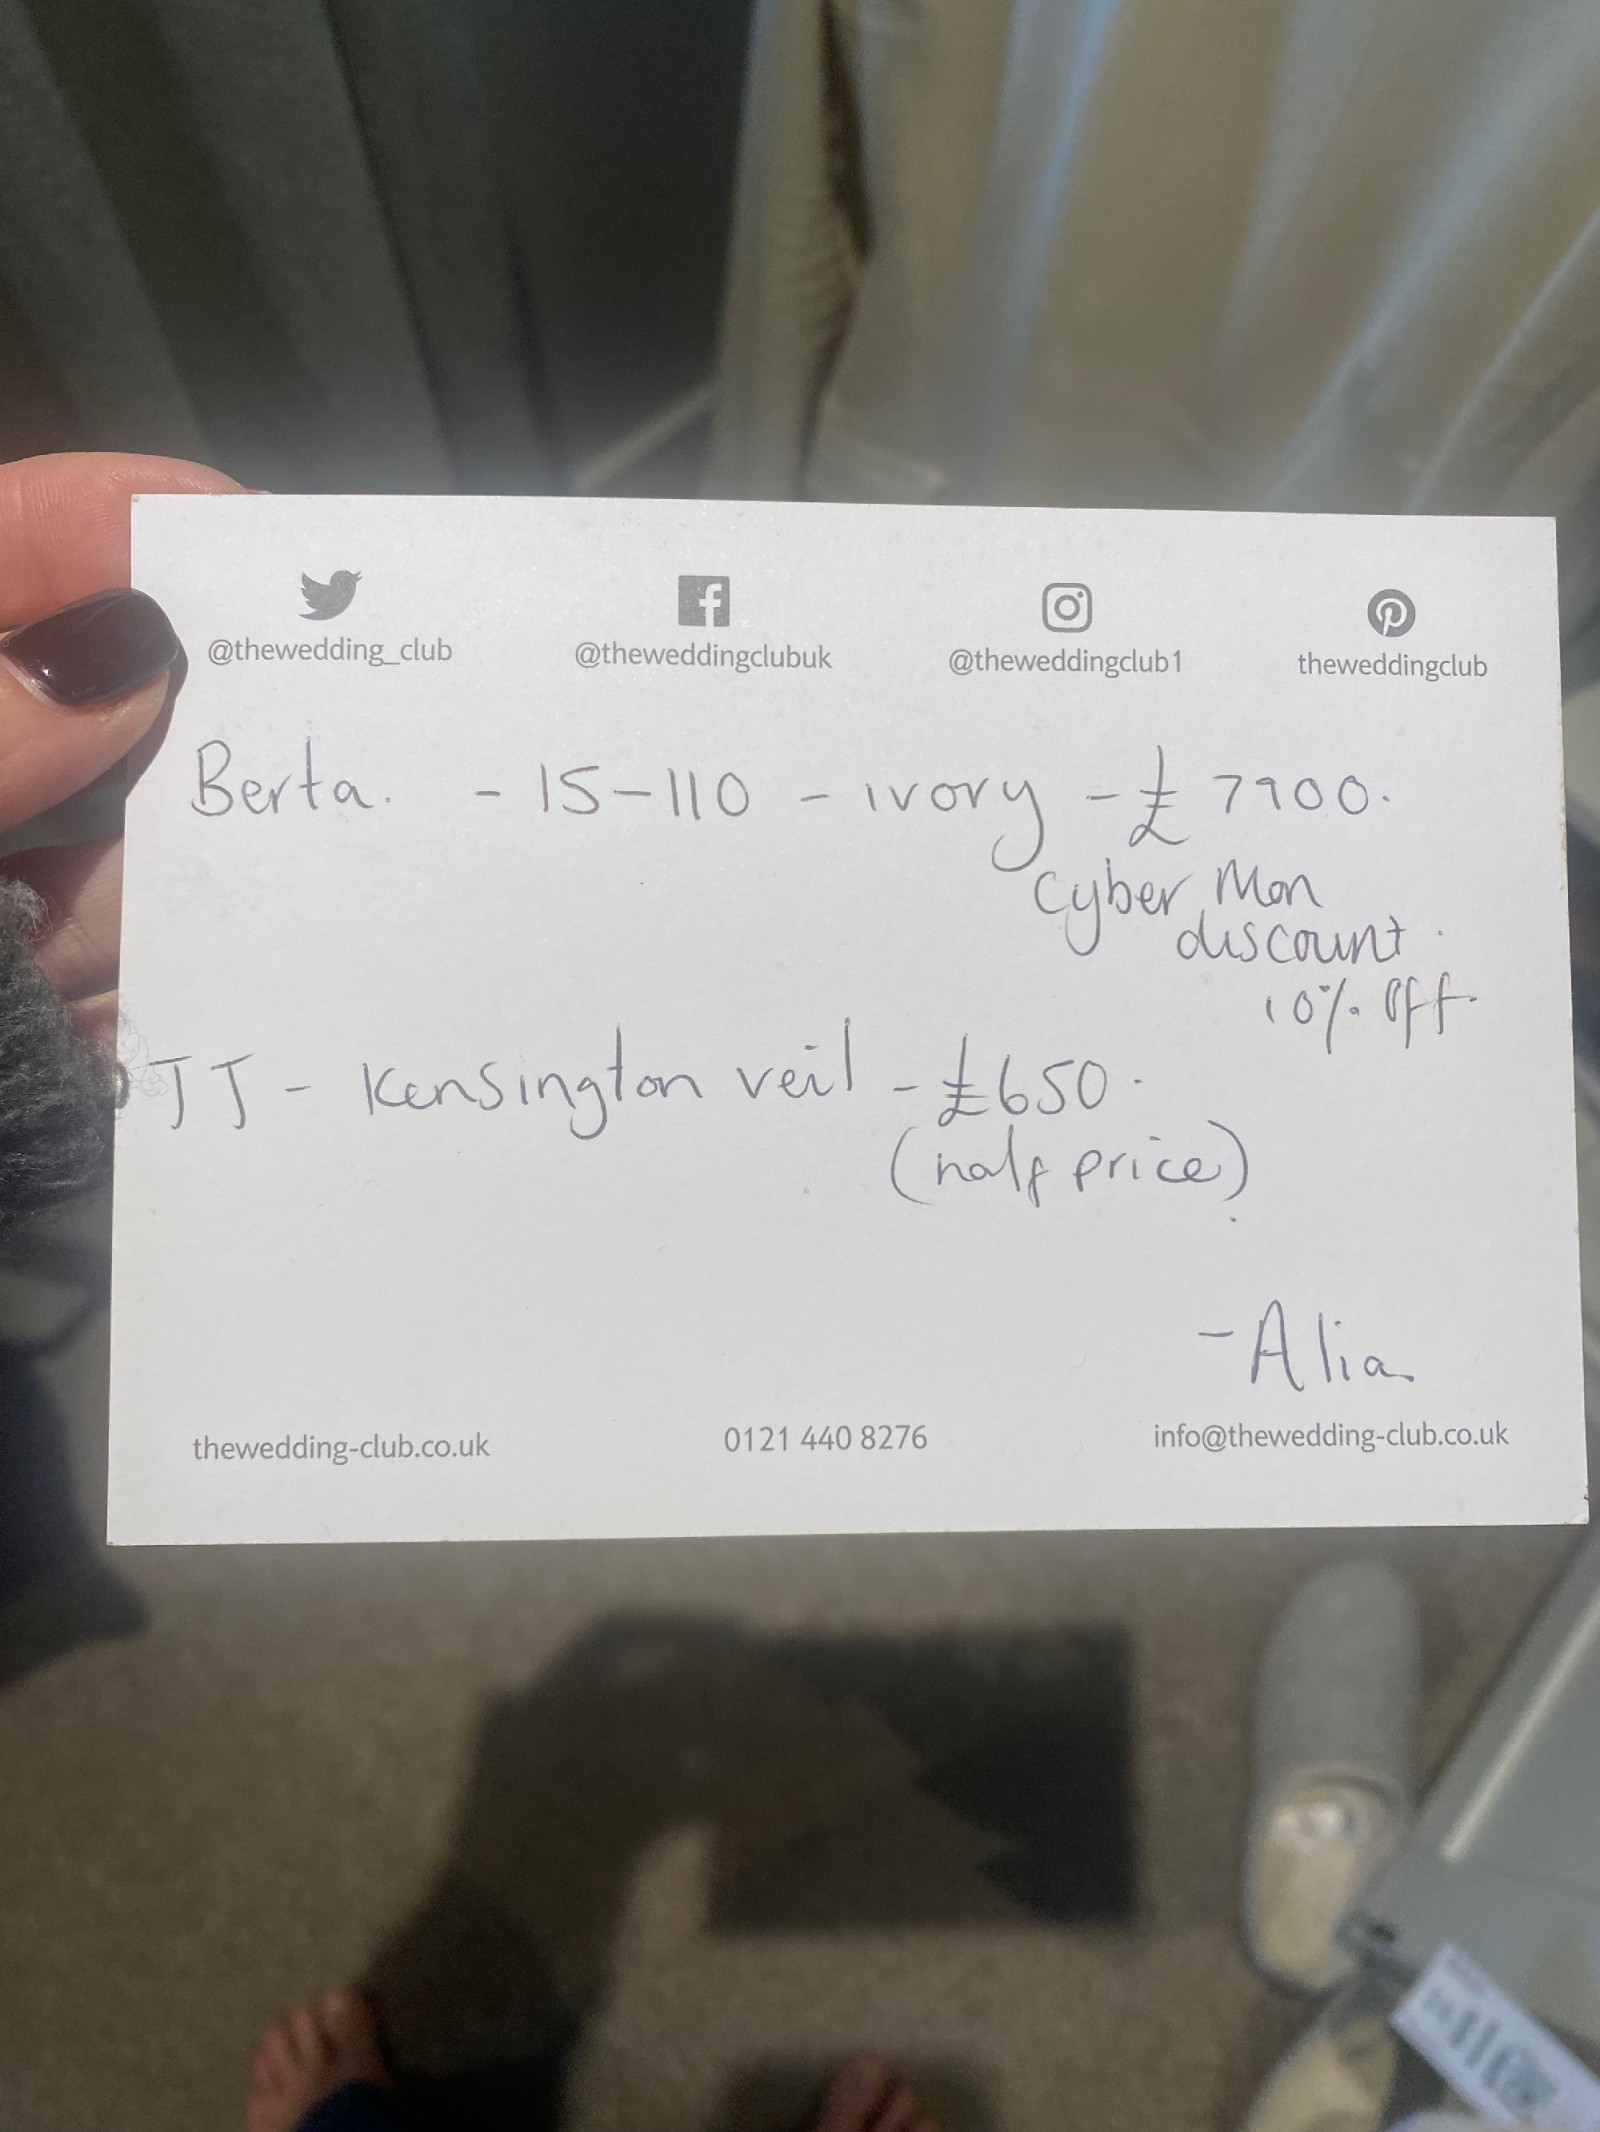 @thewedding_club @theweddingclubuk @theweddingclub1 theweddingclub
Berta. - 15-110 - ivory - £7900.
Cyber Mon
discount.
10% Off.
JJ - Kensington veil - £650.
(half price)
- Alia.
thewedding-club.co.uk 0121 440 8276 info@thewedding-club.co.uk